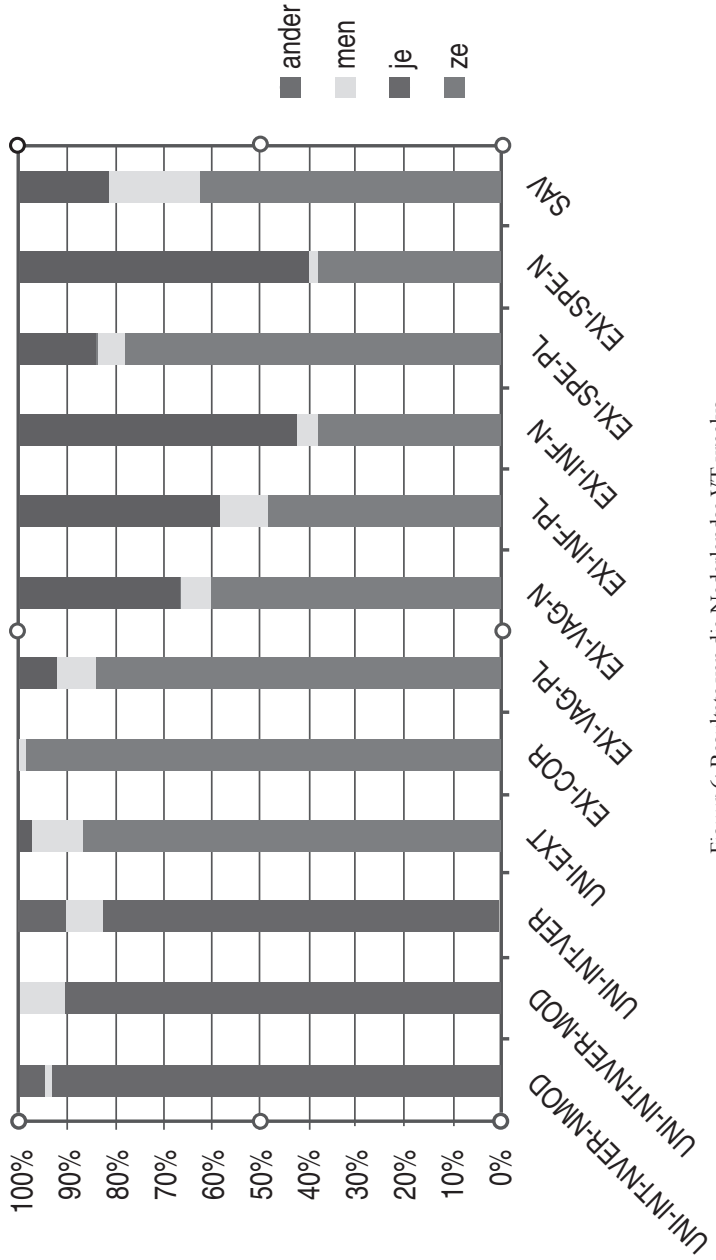 100%
90%
80%
70%
60%
50%
40%
30%
20%
10%
0%
UNI-INT-NVER-NMOD
UNI-INT-NVER-MOD
UNI-INT-VER
UNI-EXT
EXI-COR
EXI-VAG-PL
EXI-VAG-N
EXI-INF-PL
EXI-INF-N
EXI-SPE-PL
EXI-SPE-N
SAV
ander
men
je
ze